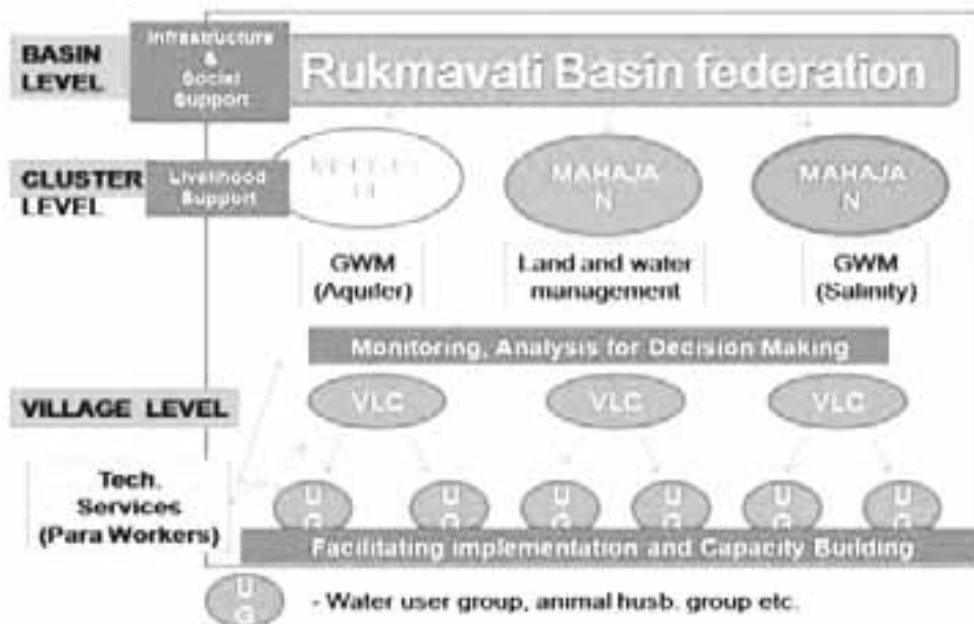 BASIN
LEVEL
Infrastructure
&
Social
Support
Rukmavati Basin federation
CLUSTER
LEVEL
Livelihood
Support
MAHAJA
N
MAHAJA
N
GWM
(Aquifer)
Land and water
management
GWM
(Salinity)
Monitoring, Analysis for Decision Making
VILLAGE LEVEL
VLC
VLC
VLC
Tech.
Services
(Para Workers)
U
G
U
G
U
G
U
G
U
G
U
G
Facilitating implementation and Capacity Building
U
G
- Water user group, animal husb. group etc.